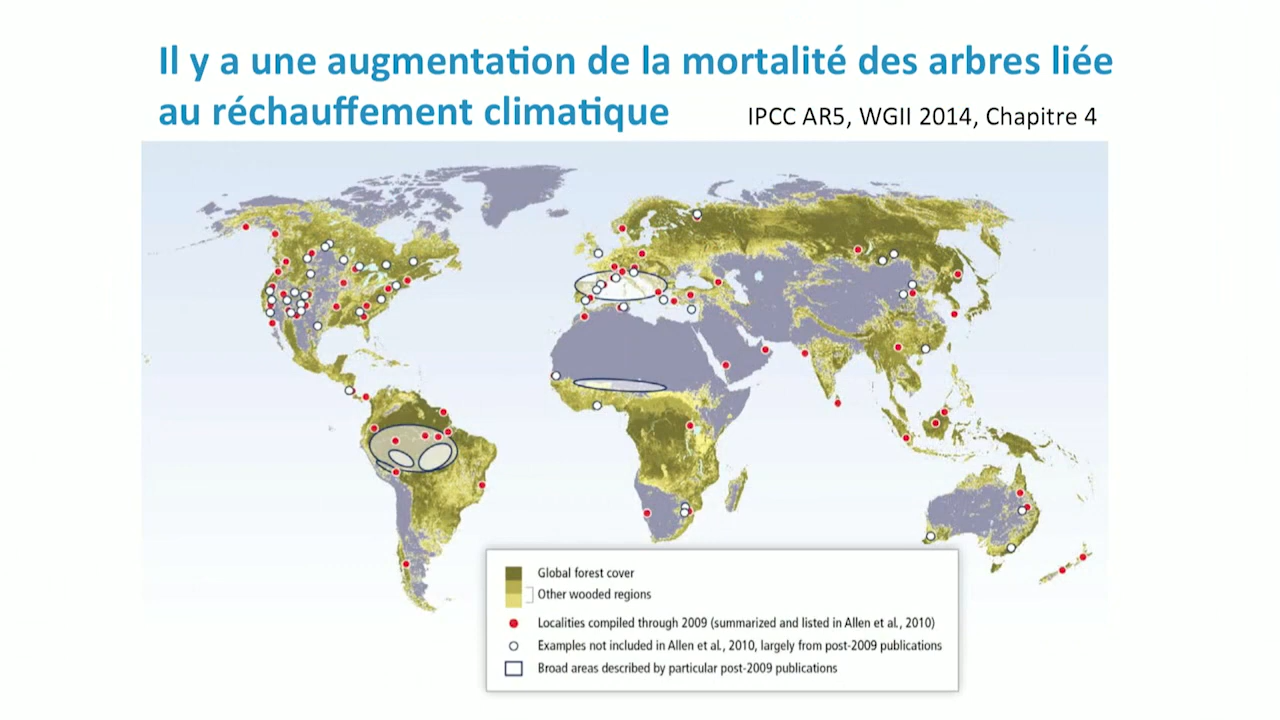 Il y a une augmentation de la mortalité des arbres liée
au réchauffement climatique
IPCC AR5, WGII 2014, Chapitre 4
Global forest cover
Other wooded regions
Localities compiled through 2009 (summarized and listed in Allen et al., 2010)
Examples not included in Allen et al., 2010, largely from post-2009 publications
Broad areas described by particular post-2009 publications